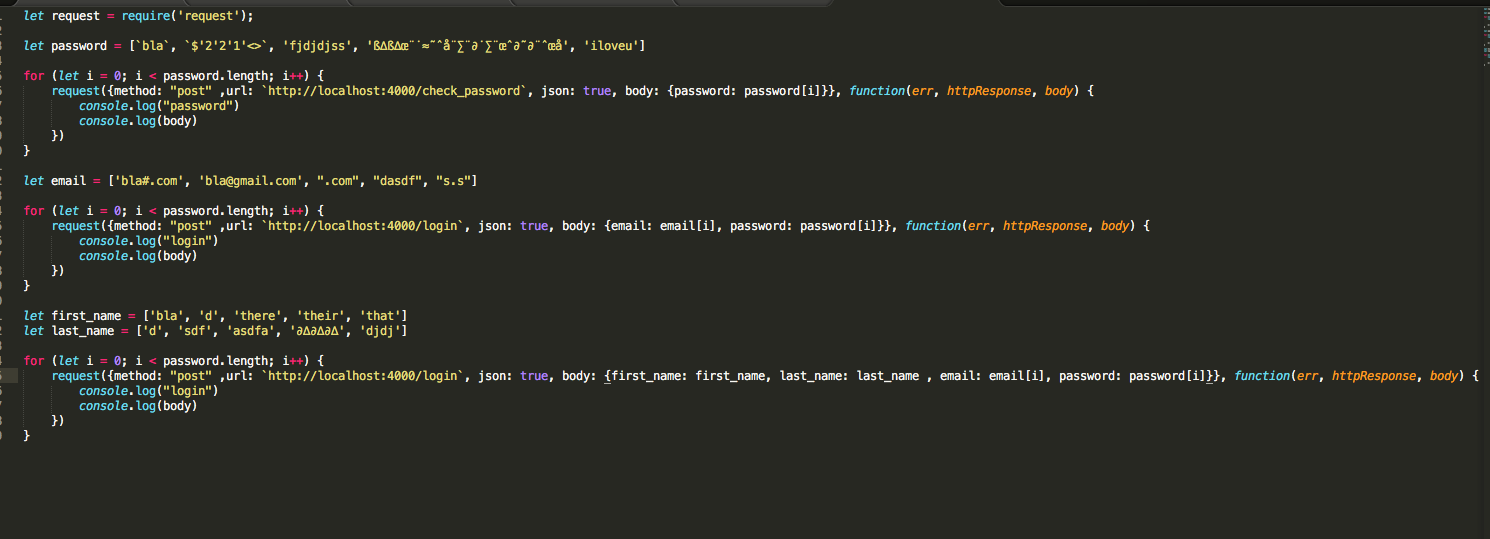 let request = require('request');
let password = [`bla`, `$'2'2'1'<>`, 'fjdjdjss', 'ß∆ß∆œ¨˙≈˜ˆå¨∑¨∂˙∑¨œˆ∂˜∂¨ˆœå', 'iloveu']
for (let i = 0; i < password.length; i++) {
request({method: "post" ,url: `http://localhost:4000/check_password`, json: true, body: {password: password[i]}}, function(err, httpResponse, body) {
console.log("password")
console.log(body)
})
}
let email = ['bla#.com', 'bla@gmail.com', ".com", "dasdf", "s.s"]
for (let i = 0; i < password.length; i++) {
request({method: "post" ,url: `http://localhost:4000/login`, json: true, body: {email: email[i], password: password[i]}}, function(err, httpResponse, body) {
console.log("login")
console.log(body)
})
}
let first_name = ['bla', 'd', 'there', 'their', 'that']
let last_name = ['d', 'sdf', 'asdfa', '∂∆∂∆∂∆', 'djdj']
for (let i = 0; i < password.length; i++) {
request({method: "post" ,url: `http://localhost:4000/login`, json: true, body: {first_name: first_name, last_name: last_name , email: email[i], password: password[i]}}, function(err, httpResponse, body) {
console.log("login")
console.log(body)
})
}